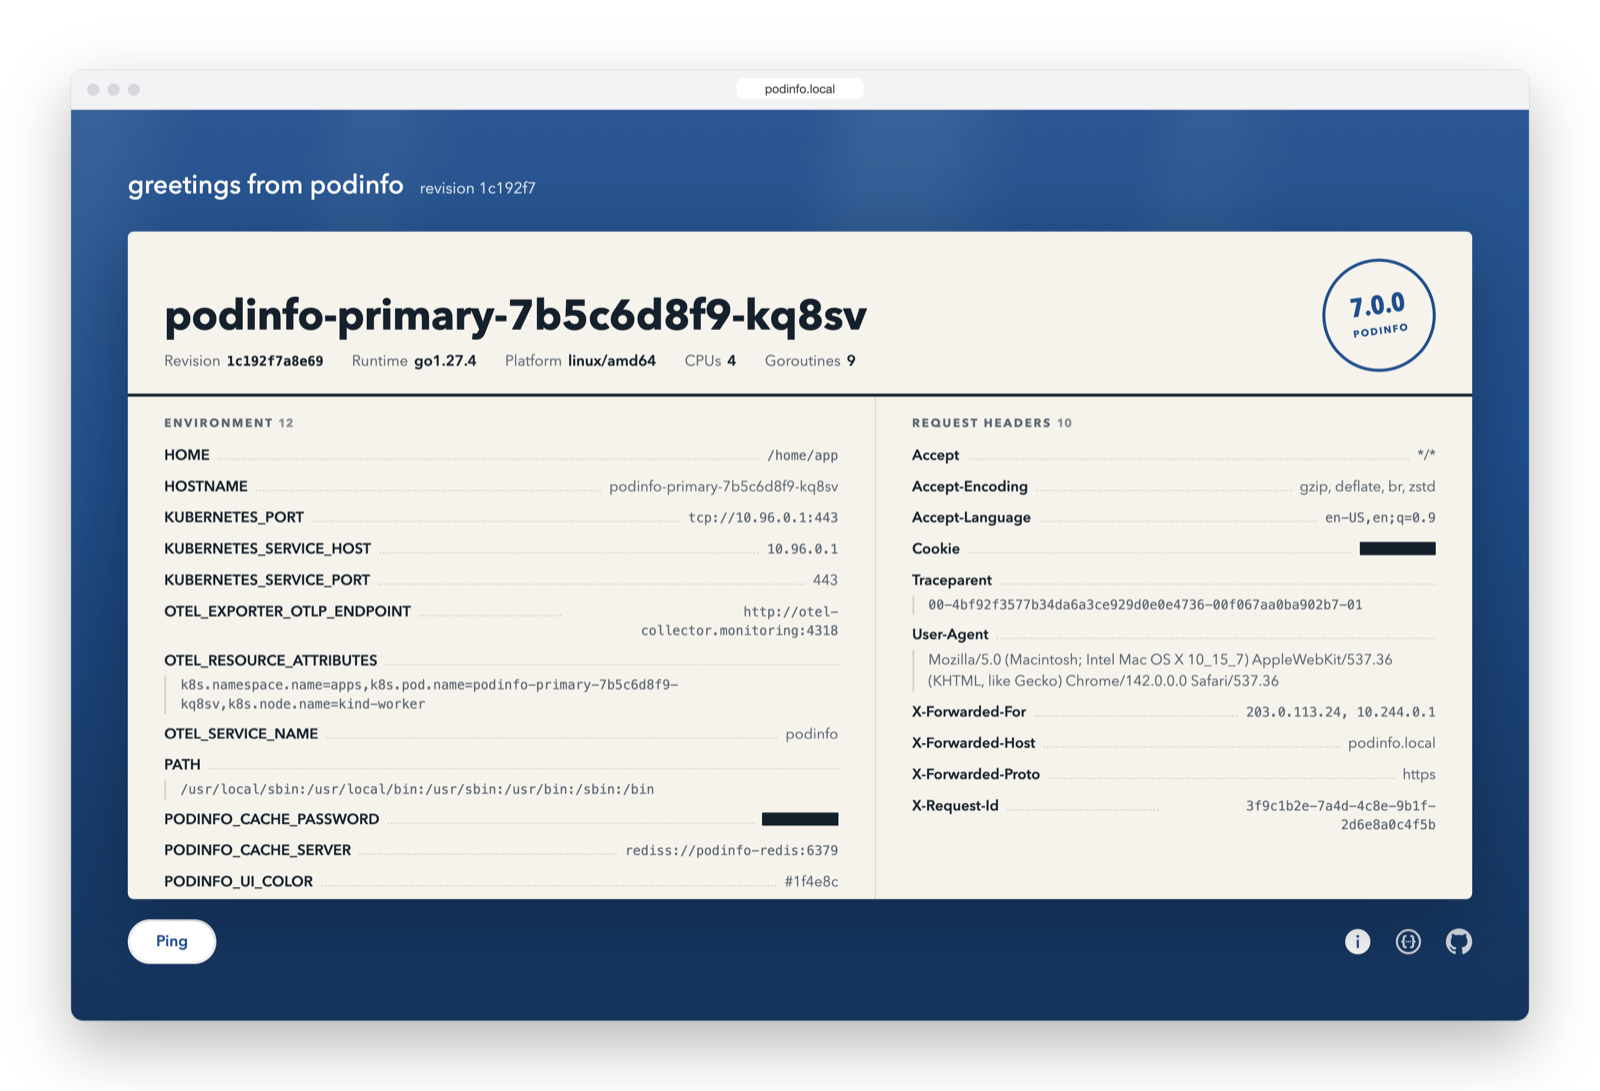 podinfo.local
greetings from podinfo revision 1c192f7
podinfo-primary-7b5c6d8f9-kq8sv
Revision 1c192f7a8e69 Runtime go1.27.4 Platform linux/amd64 CPUs 4 Goroutines 9
7.0.0
PODINFO
ENVIRONMENT 12
HOME /home/app
HOSTNAME podinfo-primary-7b5c6d8f9-kq8sv
KUBERNETES_PORT tcp://10.96.0.1:443
KUBERNETES_SERVICE_HOST 10.96.0.1
KUBERNETES_SERVICE_PORT 443
OTEL_EXPORTER_OTLP_ENDPOINT http://otel-
collector.monitoring:4318
OTEL_RESOURCE_ATTRIBUTES
k8s.namespace.name=apps,k8s.pod.name=podinfo-primary-7b5c6d8f9-
kq8sv,k8s.node.name=kind-worker
OTEL_SERVICE_NAME podinfo
PATH
/usr/local/sbin:/usr/local/bin:/usr/sbin:/usr/bin:/sbin:/bin
PODINFO_CACHE_PASSWORD
PODINFO_CACHE_SERVER rediss://podinfo-redis:6379
PODINFO_UI_COLOR #1f4e8c
REQUEST HEADERS 10
Accept */*
Accept-Encoding gzip, deflate, br, zstd
Accept-Language en-US,en;q=0.9
Cookie
Traceparent
00-4bf92f3577b34da6a3ce929d0e0e4736-00f067aa0ba902b7-01
User-Agent
Mozilla/5.0 (Macintosh; Intel Mac OS X 10_15_7) AppleWebKit/537.36
(KHTML, like Gecko) Chrome/142.0.0.0 Safari/537.36
X-Forwarded-For 203.0.113.24, 10.244.0.1
X-Forwarded-Host podinfo.local
X-Forwarded-Proto https
X-Request-Id 3f9c1b2e-7a4d-4c8e-9b1f-
2d6e8a0c4f5b
Ping